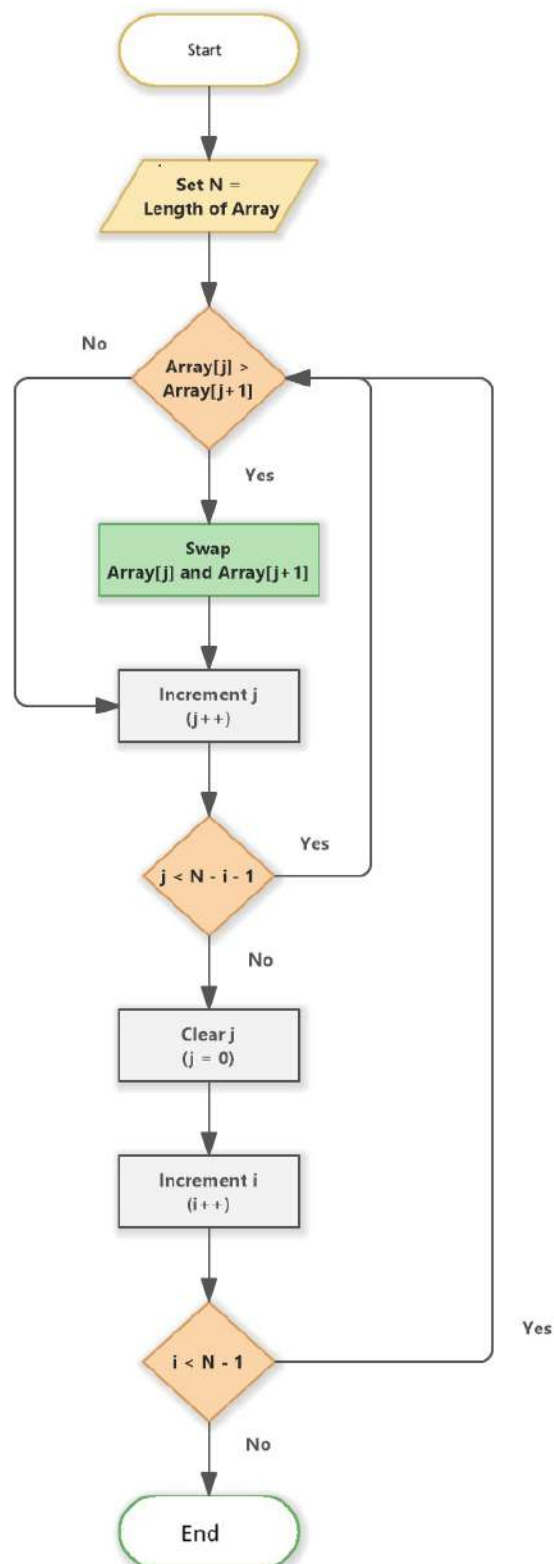 Start
Set N =
Length of Array
No
Array[j] >
Array[j+1]
Yes
Swap
Array[j] and Array[j+1]
Increment j
(j++)
Yes
j < N - i - 1
No
Clear j
(j = 0)
Increment i
(i++)
Yes
i < N - 1
No
End